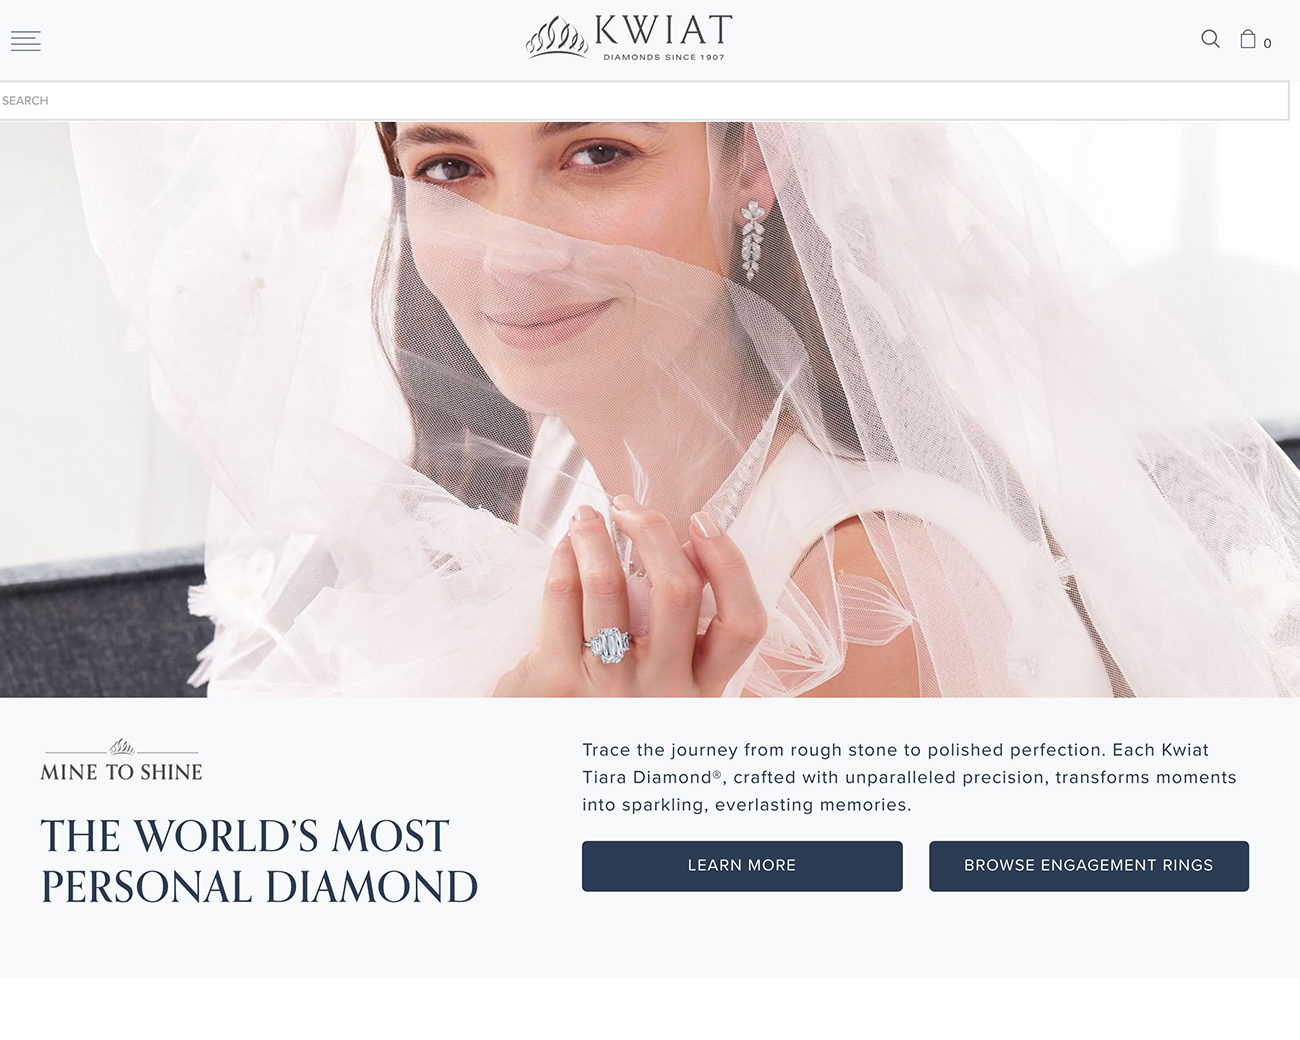 KWIAT
DIAMONDS SINCE 1907
0
SEARCH
MINE TO SHINE
THE WORLD'S MOST
PERSONAL DIAMOND
Trace the journey from rough stone to polished perfection. Each Kwiat
Tiara Diamond®, crafted with unparalleled precision, transforms moments
into sparkling, everlasting memories.
LEARN MORE
BROWSE ENGAGEMENT RINGS